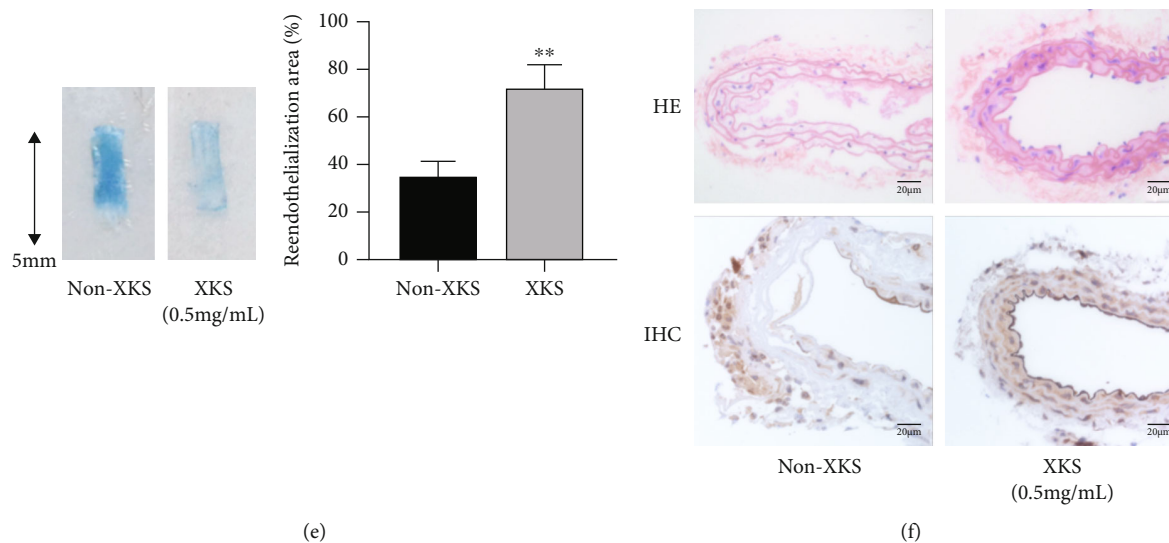 5mm
Non-XKS
XKS
(0.5mg/mL)
Reendothelialization area (%)
100
80
60
40
20
0
**
Non-XKS
XKS
(e)
HE
20μm
20μm
IHC
20μm
20μm
Non-XKS
XKS
(0.5mg/mL)
(f)